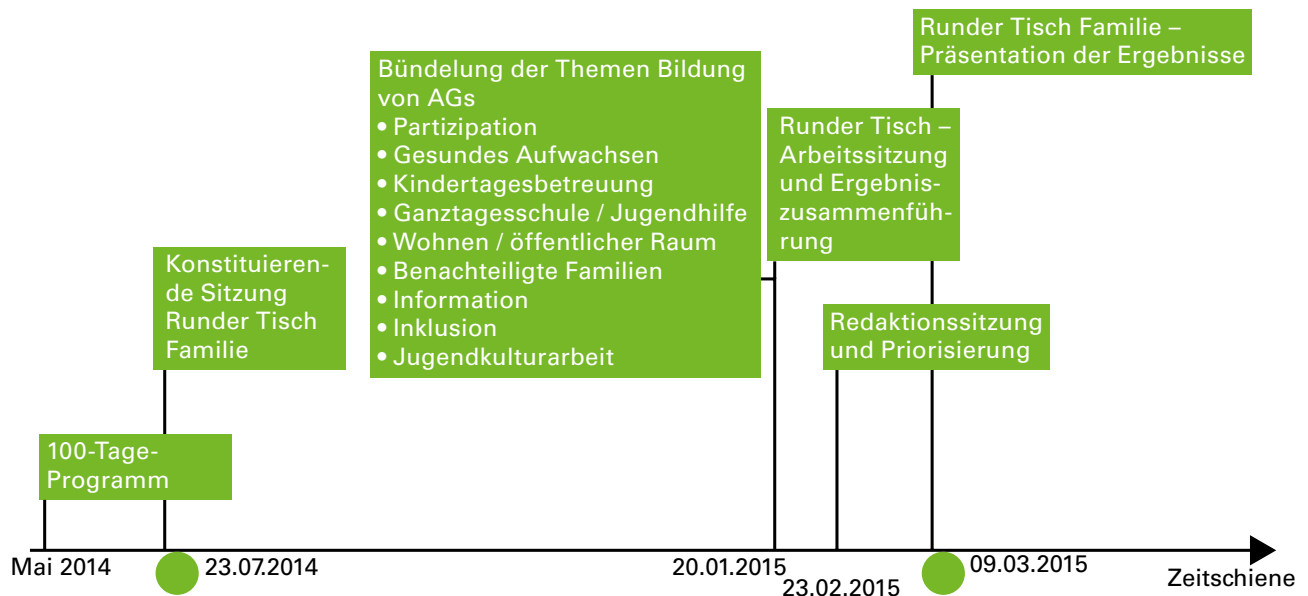 100-Tage-
Programm
Konstituieren-
de Sitzung
Runder Tisch
Familie
Bündelung der Themen Bildung
von AGs
• Partizipation
• Gesundes Aufwachsen
• Kindertagesbetreuung
• Ganztagesschule / Jugendhilfe
• Wohnen / öffentlicher Raum
• Benachteiligte Familien
• Information
• Inklusion
• Jugendkulturarbeit
Runder Tisch –
Arbeitssitzung
und Ergebnis-
zusammenfüh-
rung
Redaktionssitzung
und Priorisierung
Runder Tisch Familie –
Präsentation der Ergebnisse
Mai 2014
23.07.2014
20.01.2015
23.02.2015
09.03.2015
Zeitschiene